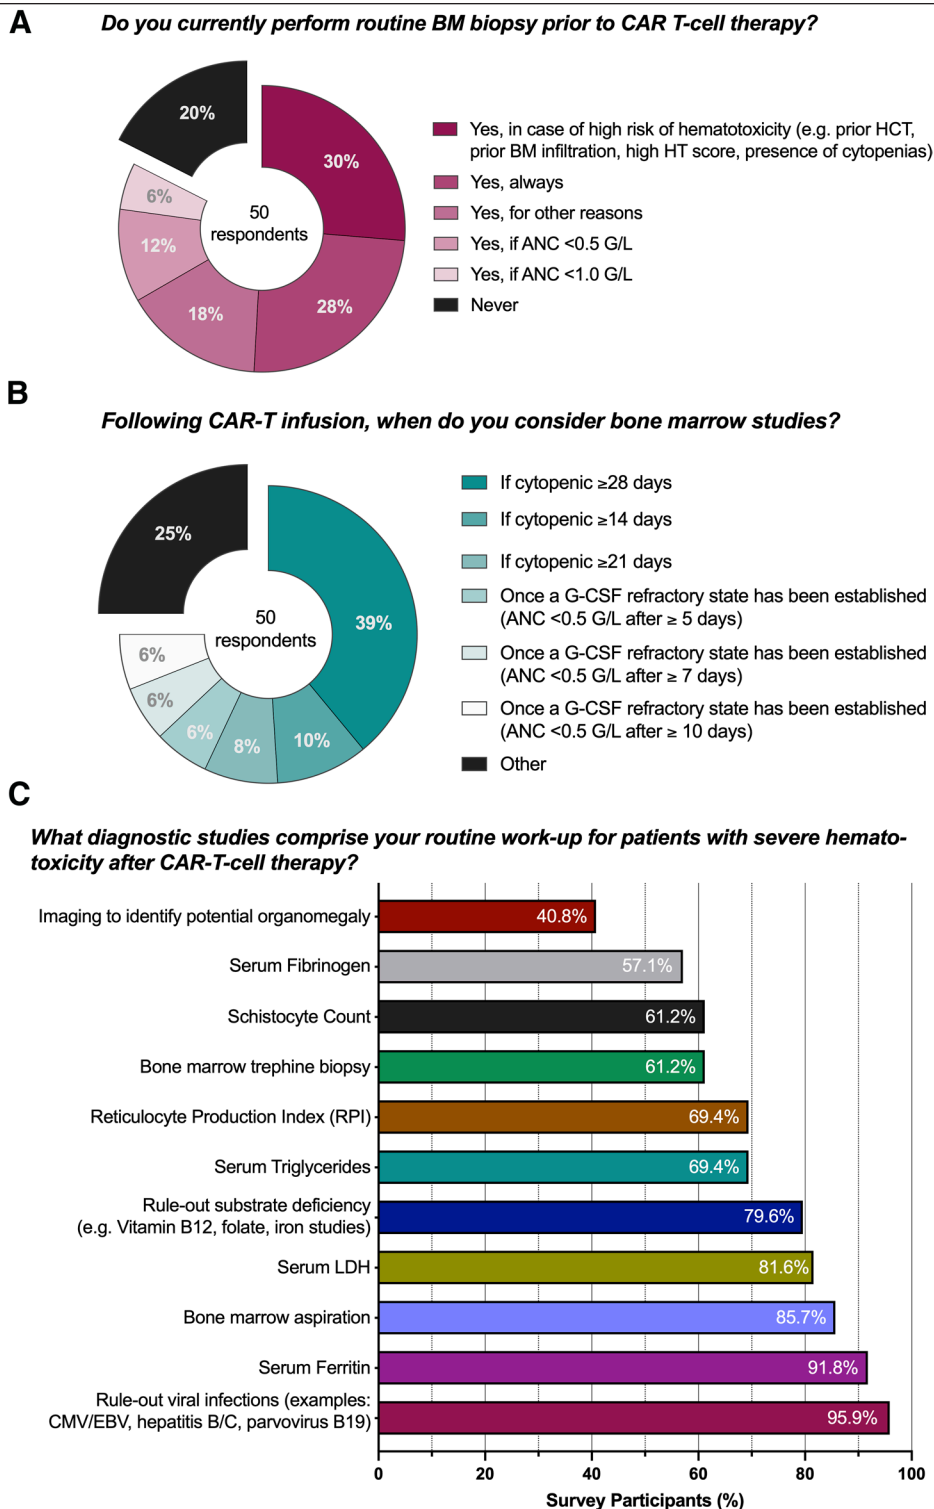 A
Do you currently perform routine BM biopsy prior to CAR T-cell therapy?
20%
30%
6%
12%
18%
28%
50
respondents
Yes, in case of high risk of hematotoxicity (e.g. prior HCT,
prior BM infiltration, high HT score, presence of cytopenias)
Yes, always
Yes, for other reasons
Yes, if ANC <0.5 G/L
Yes, if ANC <1.0 G/L
Never
B
Following CAR-T infusion, when do you consider bone marrow studies?
25%
39%
6%
6%
6%
8%
10%
50
respondents
If cytopenic ≥28 days
If cytopenic ≥14 days
If cytopenic ≥21 days
Once a G-CSF refractory state has been established
(ANC <0.5 G/L after ≥ 5 days)
Once a G-CSF refractory state has been established
(ANC <0.5 G/L after ≥ 7 days)
Once a G-CSF refractory state has been established
(ANC <0.5 G/L after ≥ 10 days)
Other
C
What diagnostic studies comprise your routine work-up for patients with severe hemato-
toxicity after CAR-T-cell therapy?
Imaging to identify potential organomegaly 40.8%
Serum Fibrinogen 57.1%
Schistocyte Count 61.2%
Bone marrow trephine biopsy 61.2%
Reticulocyte Production Index (RPI) 69.4%
Serum Triglycerides 69.4%
Rule-out substrate deficiency
(e.g. Vitamin B12, folate, iron studies) 79.6%
Serum LDH 81.6%
Bone marrow aspiration 85.7%
Serum Ferritin 91.8%
Rule-out viral infections (examples:
CMV/EBV, hepatitis B/C, parvovirus B19) 95.9%
0 20 40 60 80 100
Survey Participants (%)